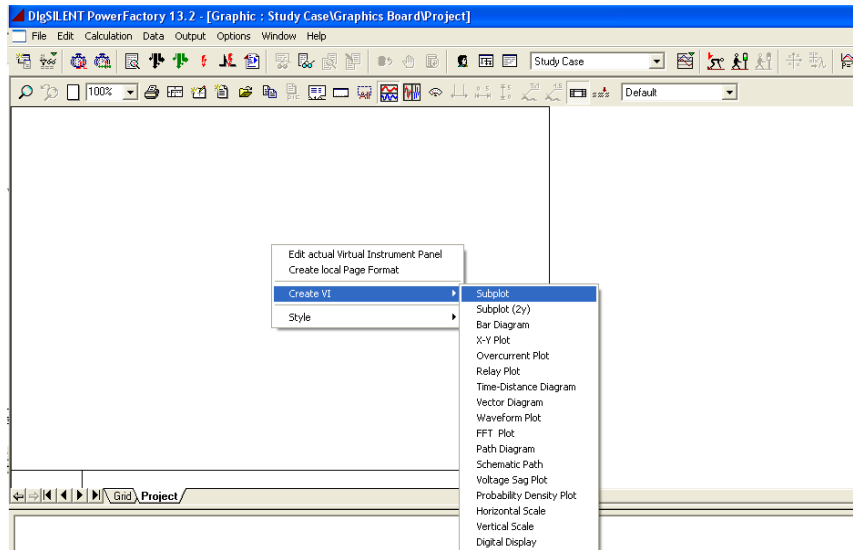 DIgSILENT PowerFactory 13.2 - [Graphic : Study Case\Graphics Board\Project]
File Edit Calculation Data Output Options Window Help
Study Case
100% Default
Edit actual Virtual Instrument Panel
Create local Page Format
Create VI
Style
Subplot
Subplot (2y)
Bar Diagram
X-Y Plot
Overcurrent Plot
Relay Plot
Time-Distance Diagram
Vector Diagram
Waveform Plot
FFT Plot
Path Diagram
Schematic Path
Voltage Sag Plot
Probability Density Plot
Horizontal Scale
Vertical Scale
Digital Display
Grid Project